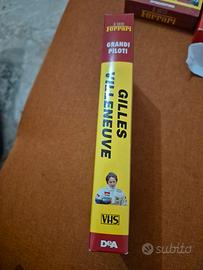 Ferrari
GRANDI
PILOTI
GILLES
VILLENEUVE
VHS
DeA
subito